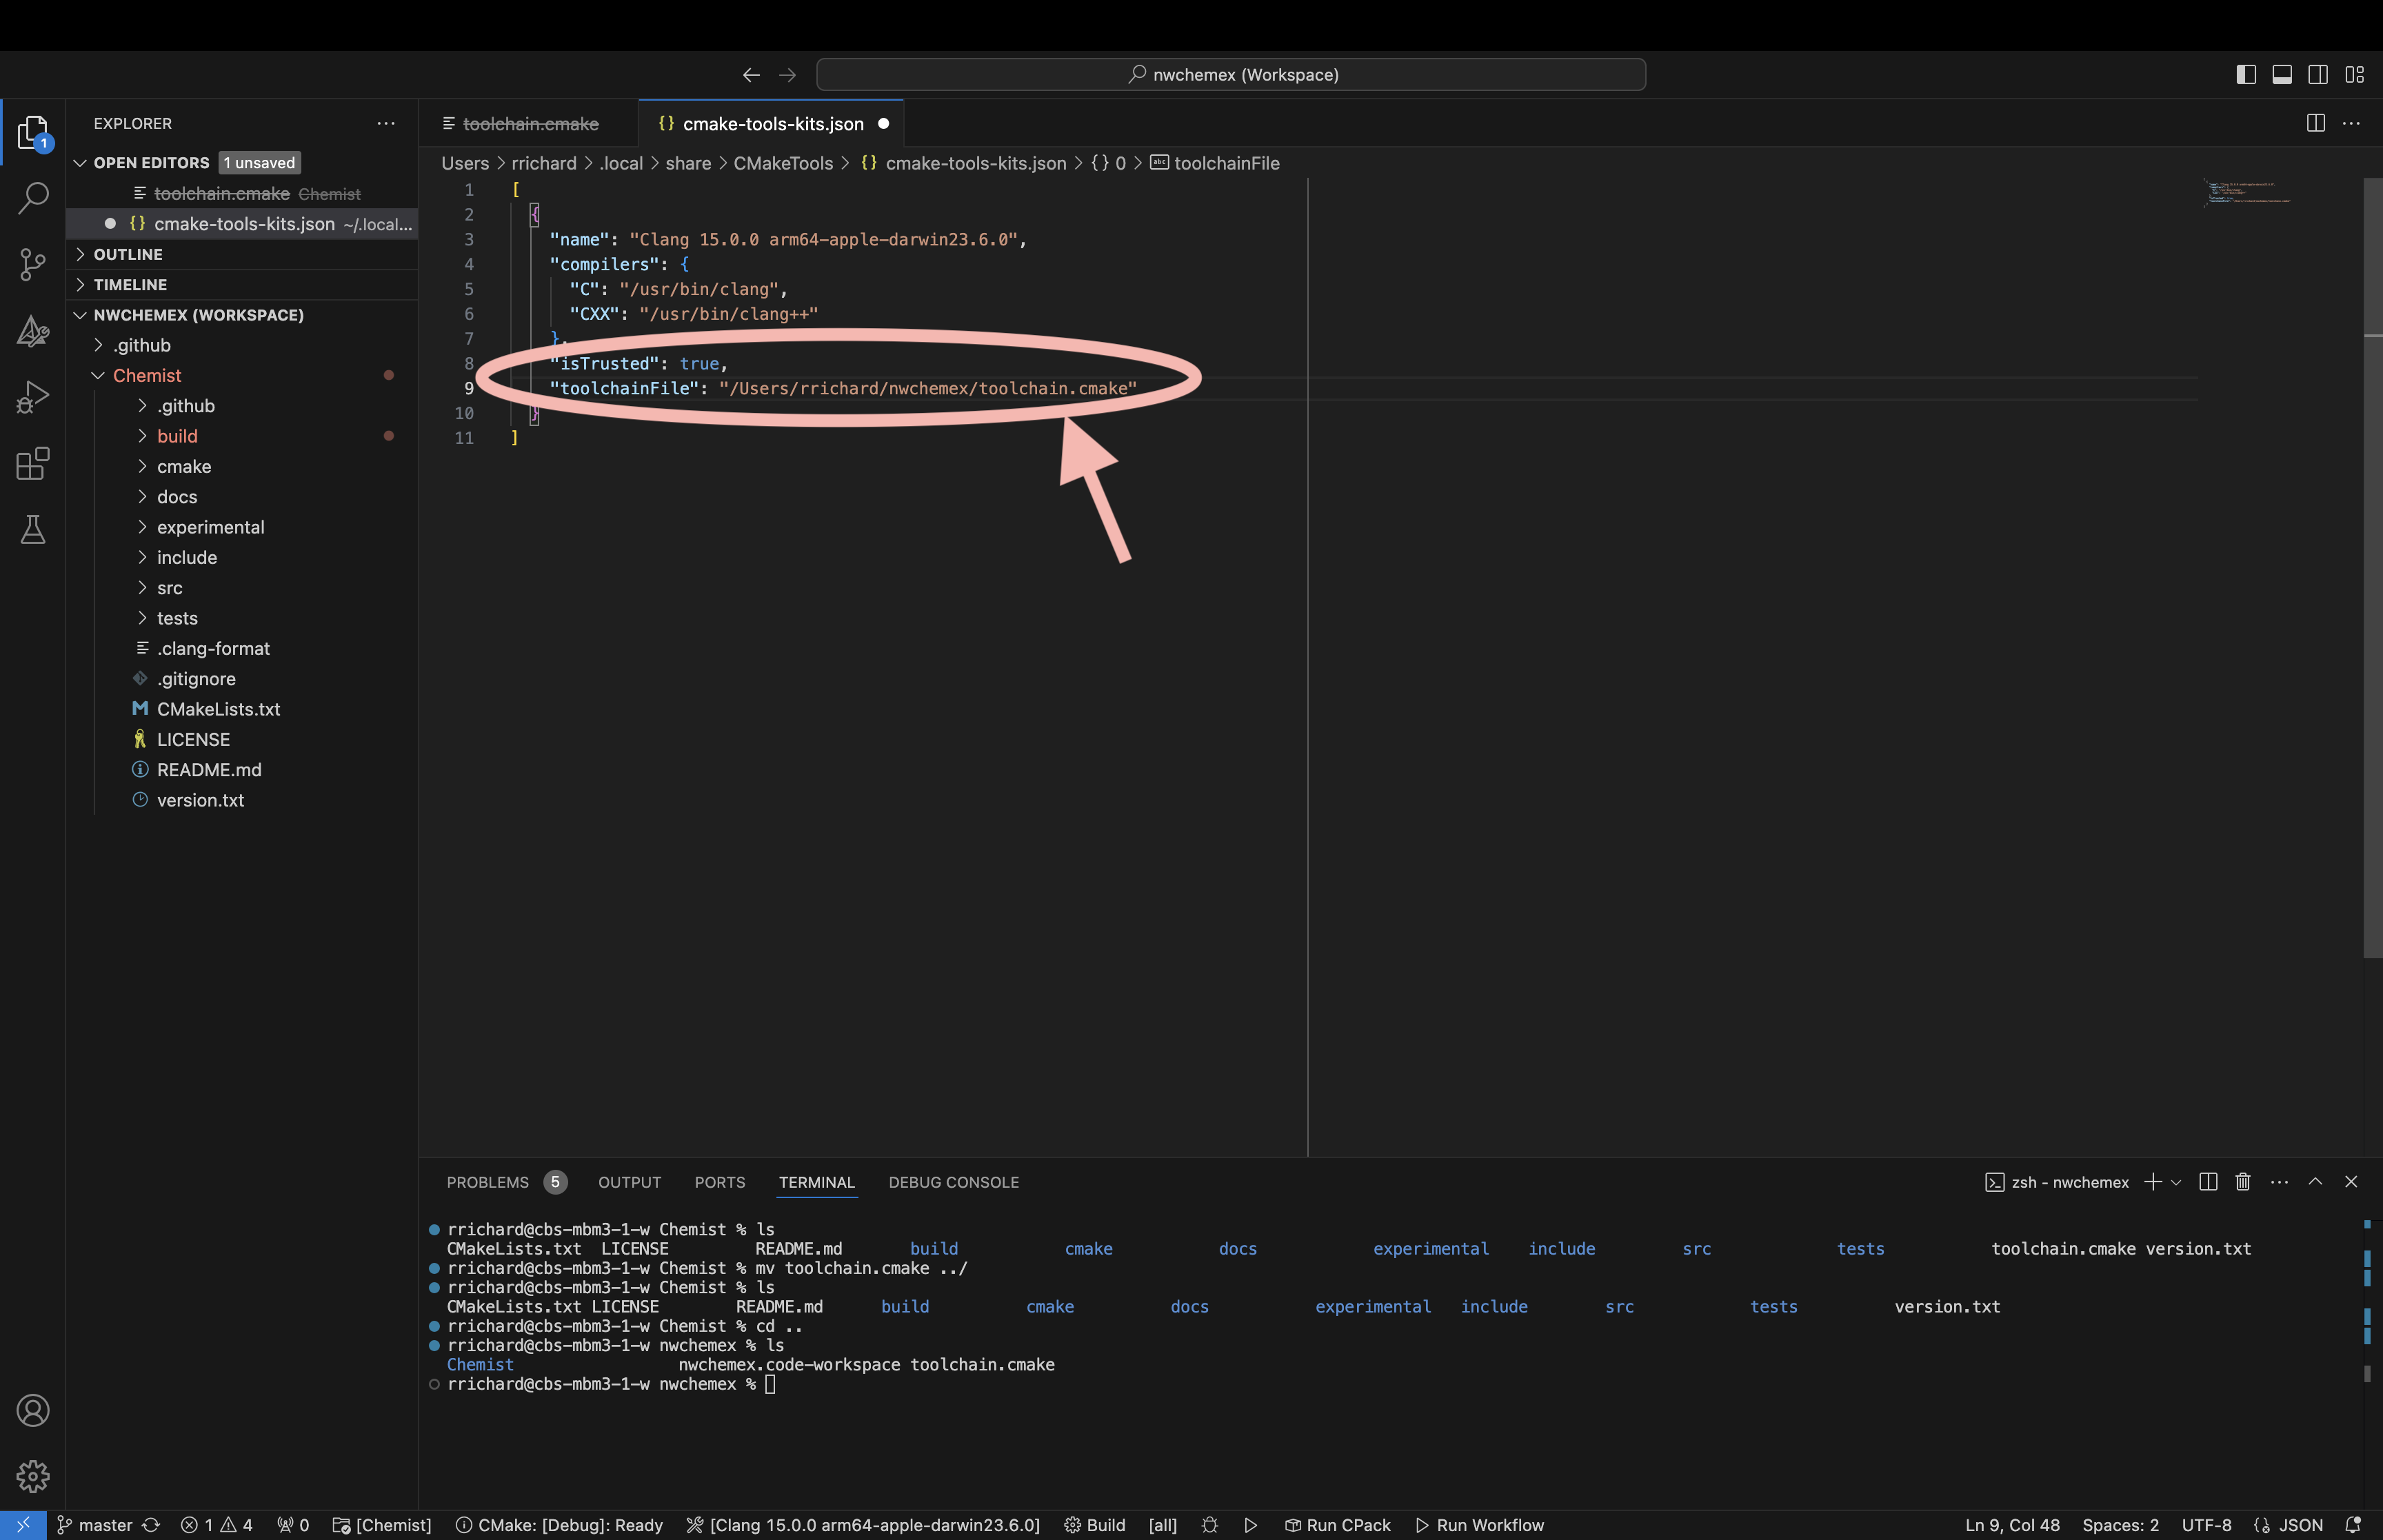 nwchemex (Workspace)
EXPLORER
OPEN EDITORS 1 unsaved
toolchain.cmake Chemist
cmake-tools-kits.json ~/.local...
OUTLINE
TIMELINE
NWCHEMEX (WORKSPACE)
.github
Chemist
.github
build
cmake
docs
experimental
include
src
tests
.clang-format
.gitignore
CMakeLists.txt
LICENSE
README.md
version.txt
1
toolchain.cmake
cmake-tools-kits.json
Users > rrichard > .local > share > CMakeTools > {} cmake-tools-kits.json > {} 0 > abc toolchainFile
1 [
2 {
3 "name": "Clang 15.0.0 arm64-apple-darwin23.6.0",
4 "compilers": {
5 "C": "/usr/bin/clang",
6 "CXX": "/usr/bin/clang++"
7 },
8 "isTrusted": true,
9 "toolchainFile": "/Users/rrichard/nwchemex/toolchain.cmake"
10 }
11 ]
PROBLEMS 5 OUTPUT PORTS TERMINAL DEBUG CONSOLE
zsh - nwchemex
rrichard@cbs-mbm3-1-w Chemist % ls
CMakeLists.txt LICENSE README.md build cmake docs experimental include src tests toolchain.cmake version.txt
rrichard@cbs-mbm3-1-w Chemist % mv toolchain.cmake ../
rrichard@cbs-mbm3-1-w Chemist % ls
CMakeLists.txt LICENSE README.md build cmake docs experimental include src tests version.txt
rrichard@cbs-mbm3-1-w Chemist % cd ..
rrichard@cbs-mbm3-1-w nwchemex % ls
Chemist nwchemex.code-workspace toolchain.cmake
rrichard@cbs-mbm3-1-w nwchemex %
master 1 4 0 [Chemist] CMake: [Debug]: Ready [Clang 15.0.0 arm64-apple-darwin23.6.0] Build [all] Run CPack Run Workflow Ln 9, Col 48 Spaces: 2 UTF-8 JSON